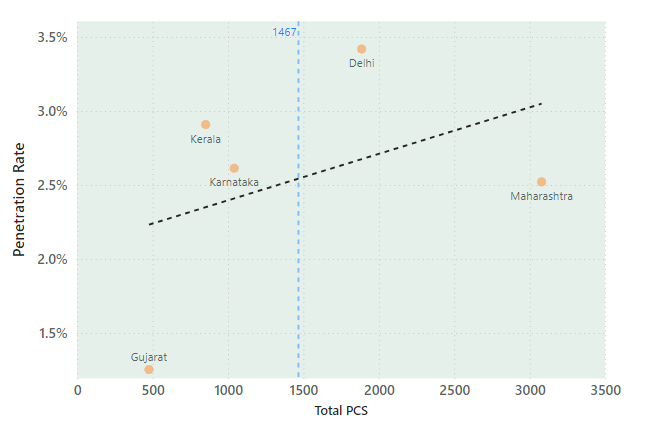 3.5%
1467
Delhi
3.0%
Kerala
Karnataka
2.5%
Maharashtra
2.0%
1.5%
Gujarat
Penetration Rate
0 500 1000 1500 2000 2500 3000 3500
Total PCS